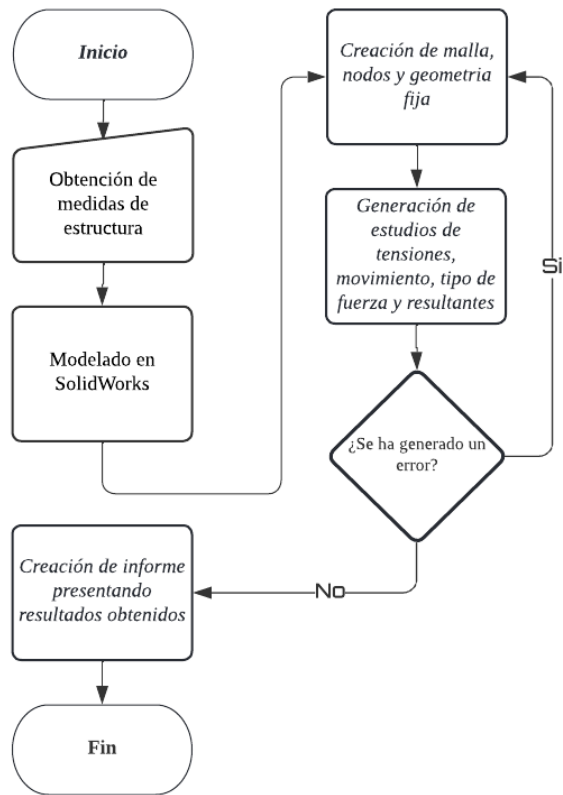 Inicio
Obtención de
medidas de
estructura
Modelado en
SolidWorks
Creación de malla,
nodos y geometria
fija
Generación de
estudios de
tensiones,
movimiento, tipo de
fuerza y resultantes
¿Se ha generado un
error?
Si
No
Creación de informe
presentando
resultados obtenidos
Fin